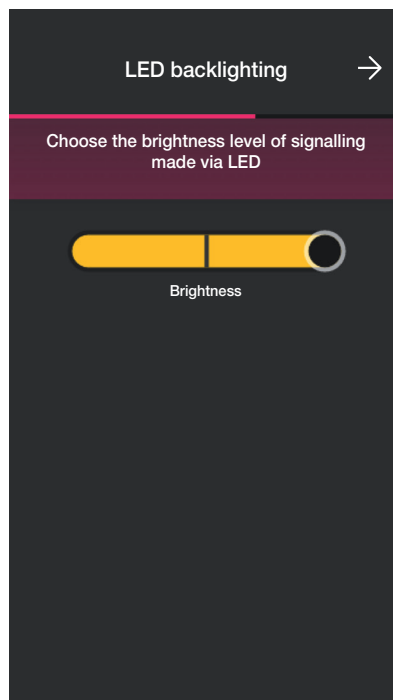 LED backlighting
Choose the brightness level of signalling
made via LED
Brightness